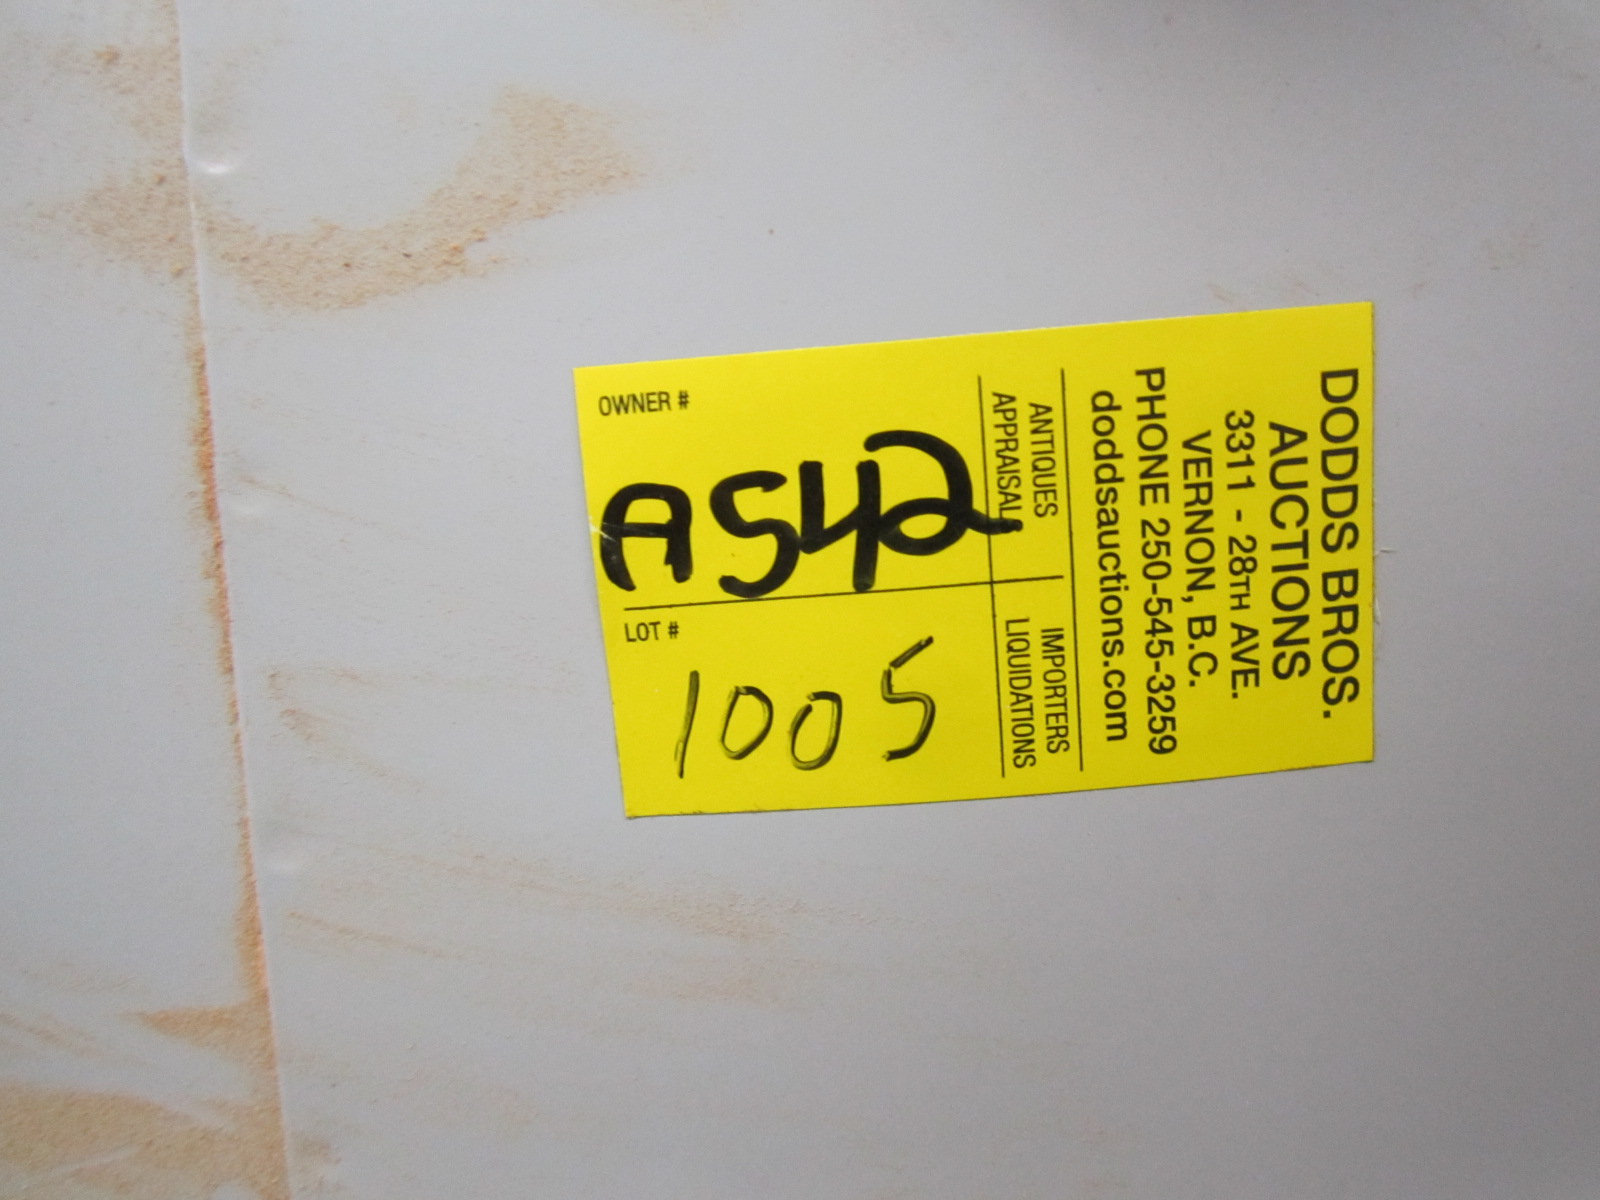 DODDS BROS.
AUCTIONS
3311 - 28TH AVE.
VERNON, B.C.
PHONE 250-545-3259
doddsauctions.com
ANTIQUES
APPRAISAL
IMPORTERS
LIQUIDATIONS
OWNER #
A542
LOT #
1005